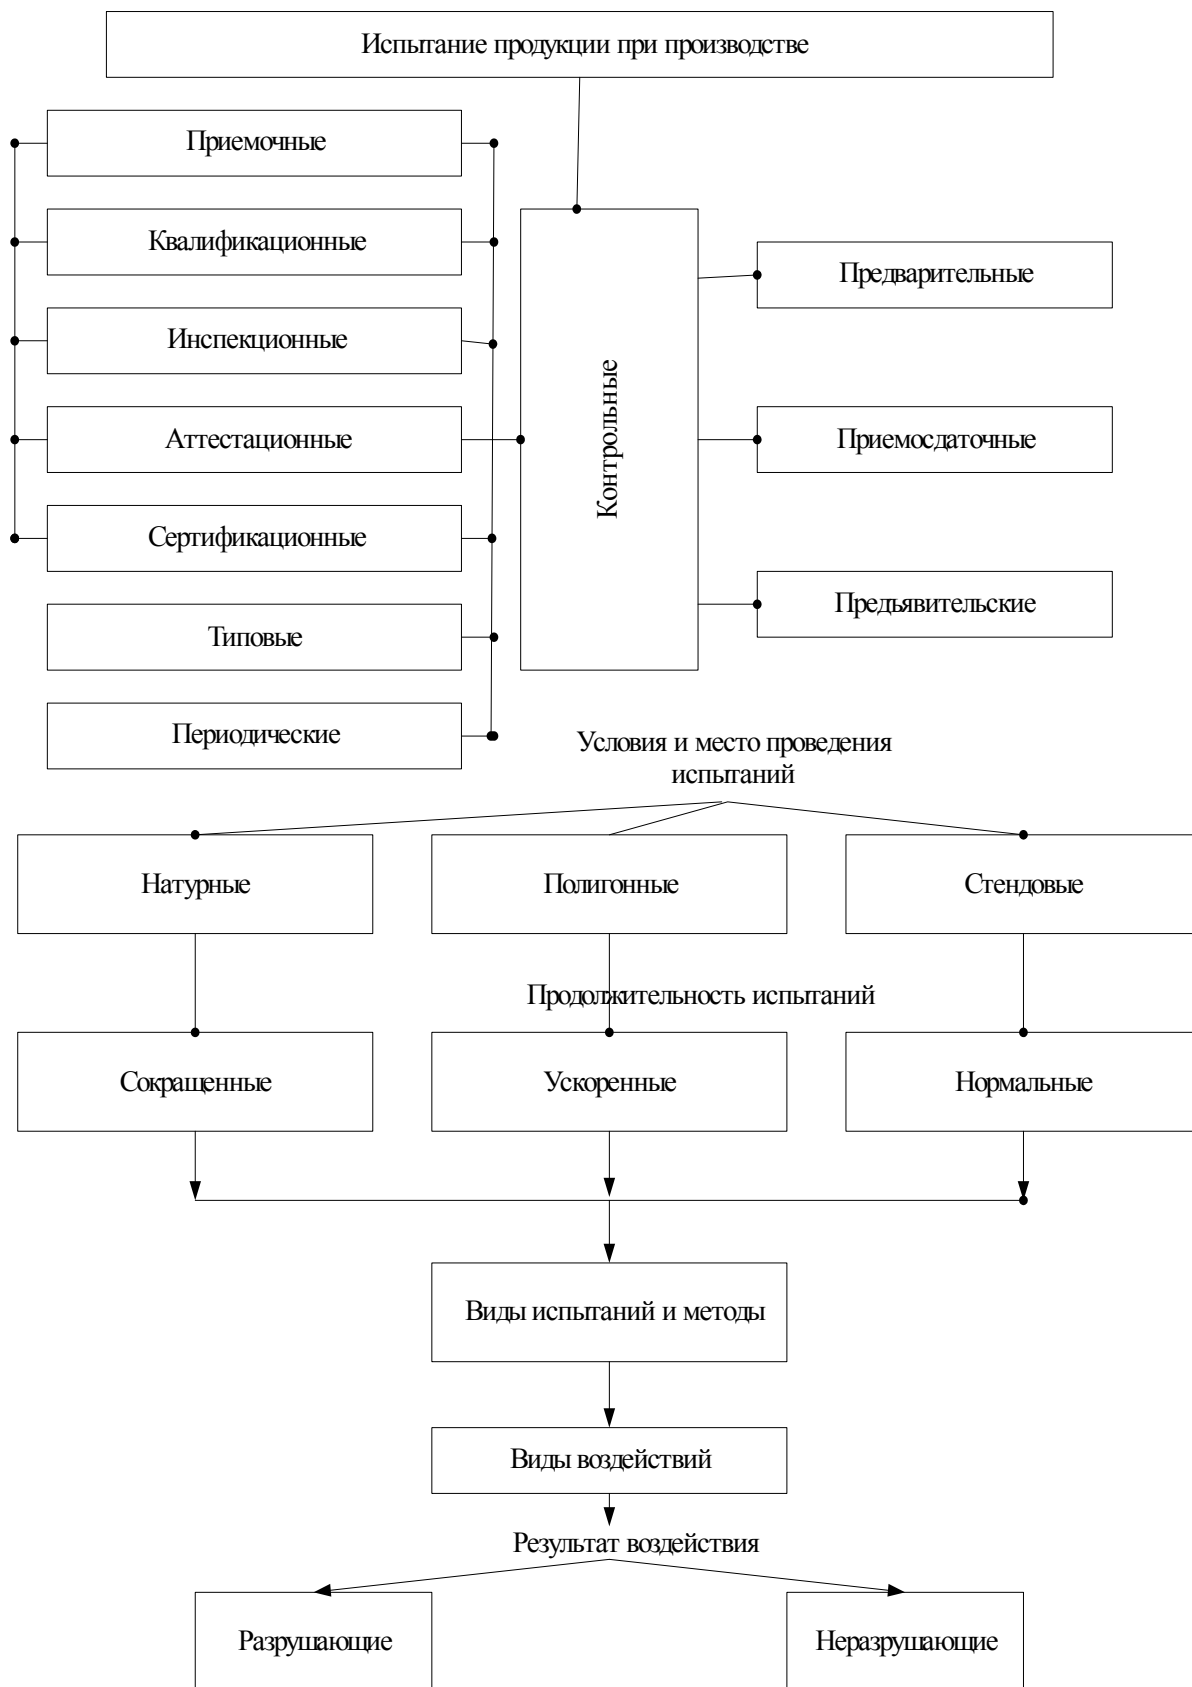 Испытание продукции при производстве
Приемочные
Квалификационные
Инспекционные
Аттестационные
Сертификационные
Типовые
Периодические
Контрольные
Предварительные
Приемосдаточные
Предъявительские
Условия и место проведения
испытаний
Натурные
Полигонные
Стендовые
Продолжительность испытаний
Сокращенные
Ускоренные
Нормальные
Виды испытаний и методы
Виды воздействий
Результат воздействия
Разрушающие
Неразрушающие